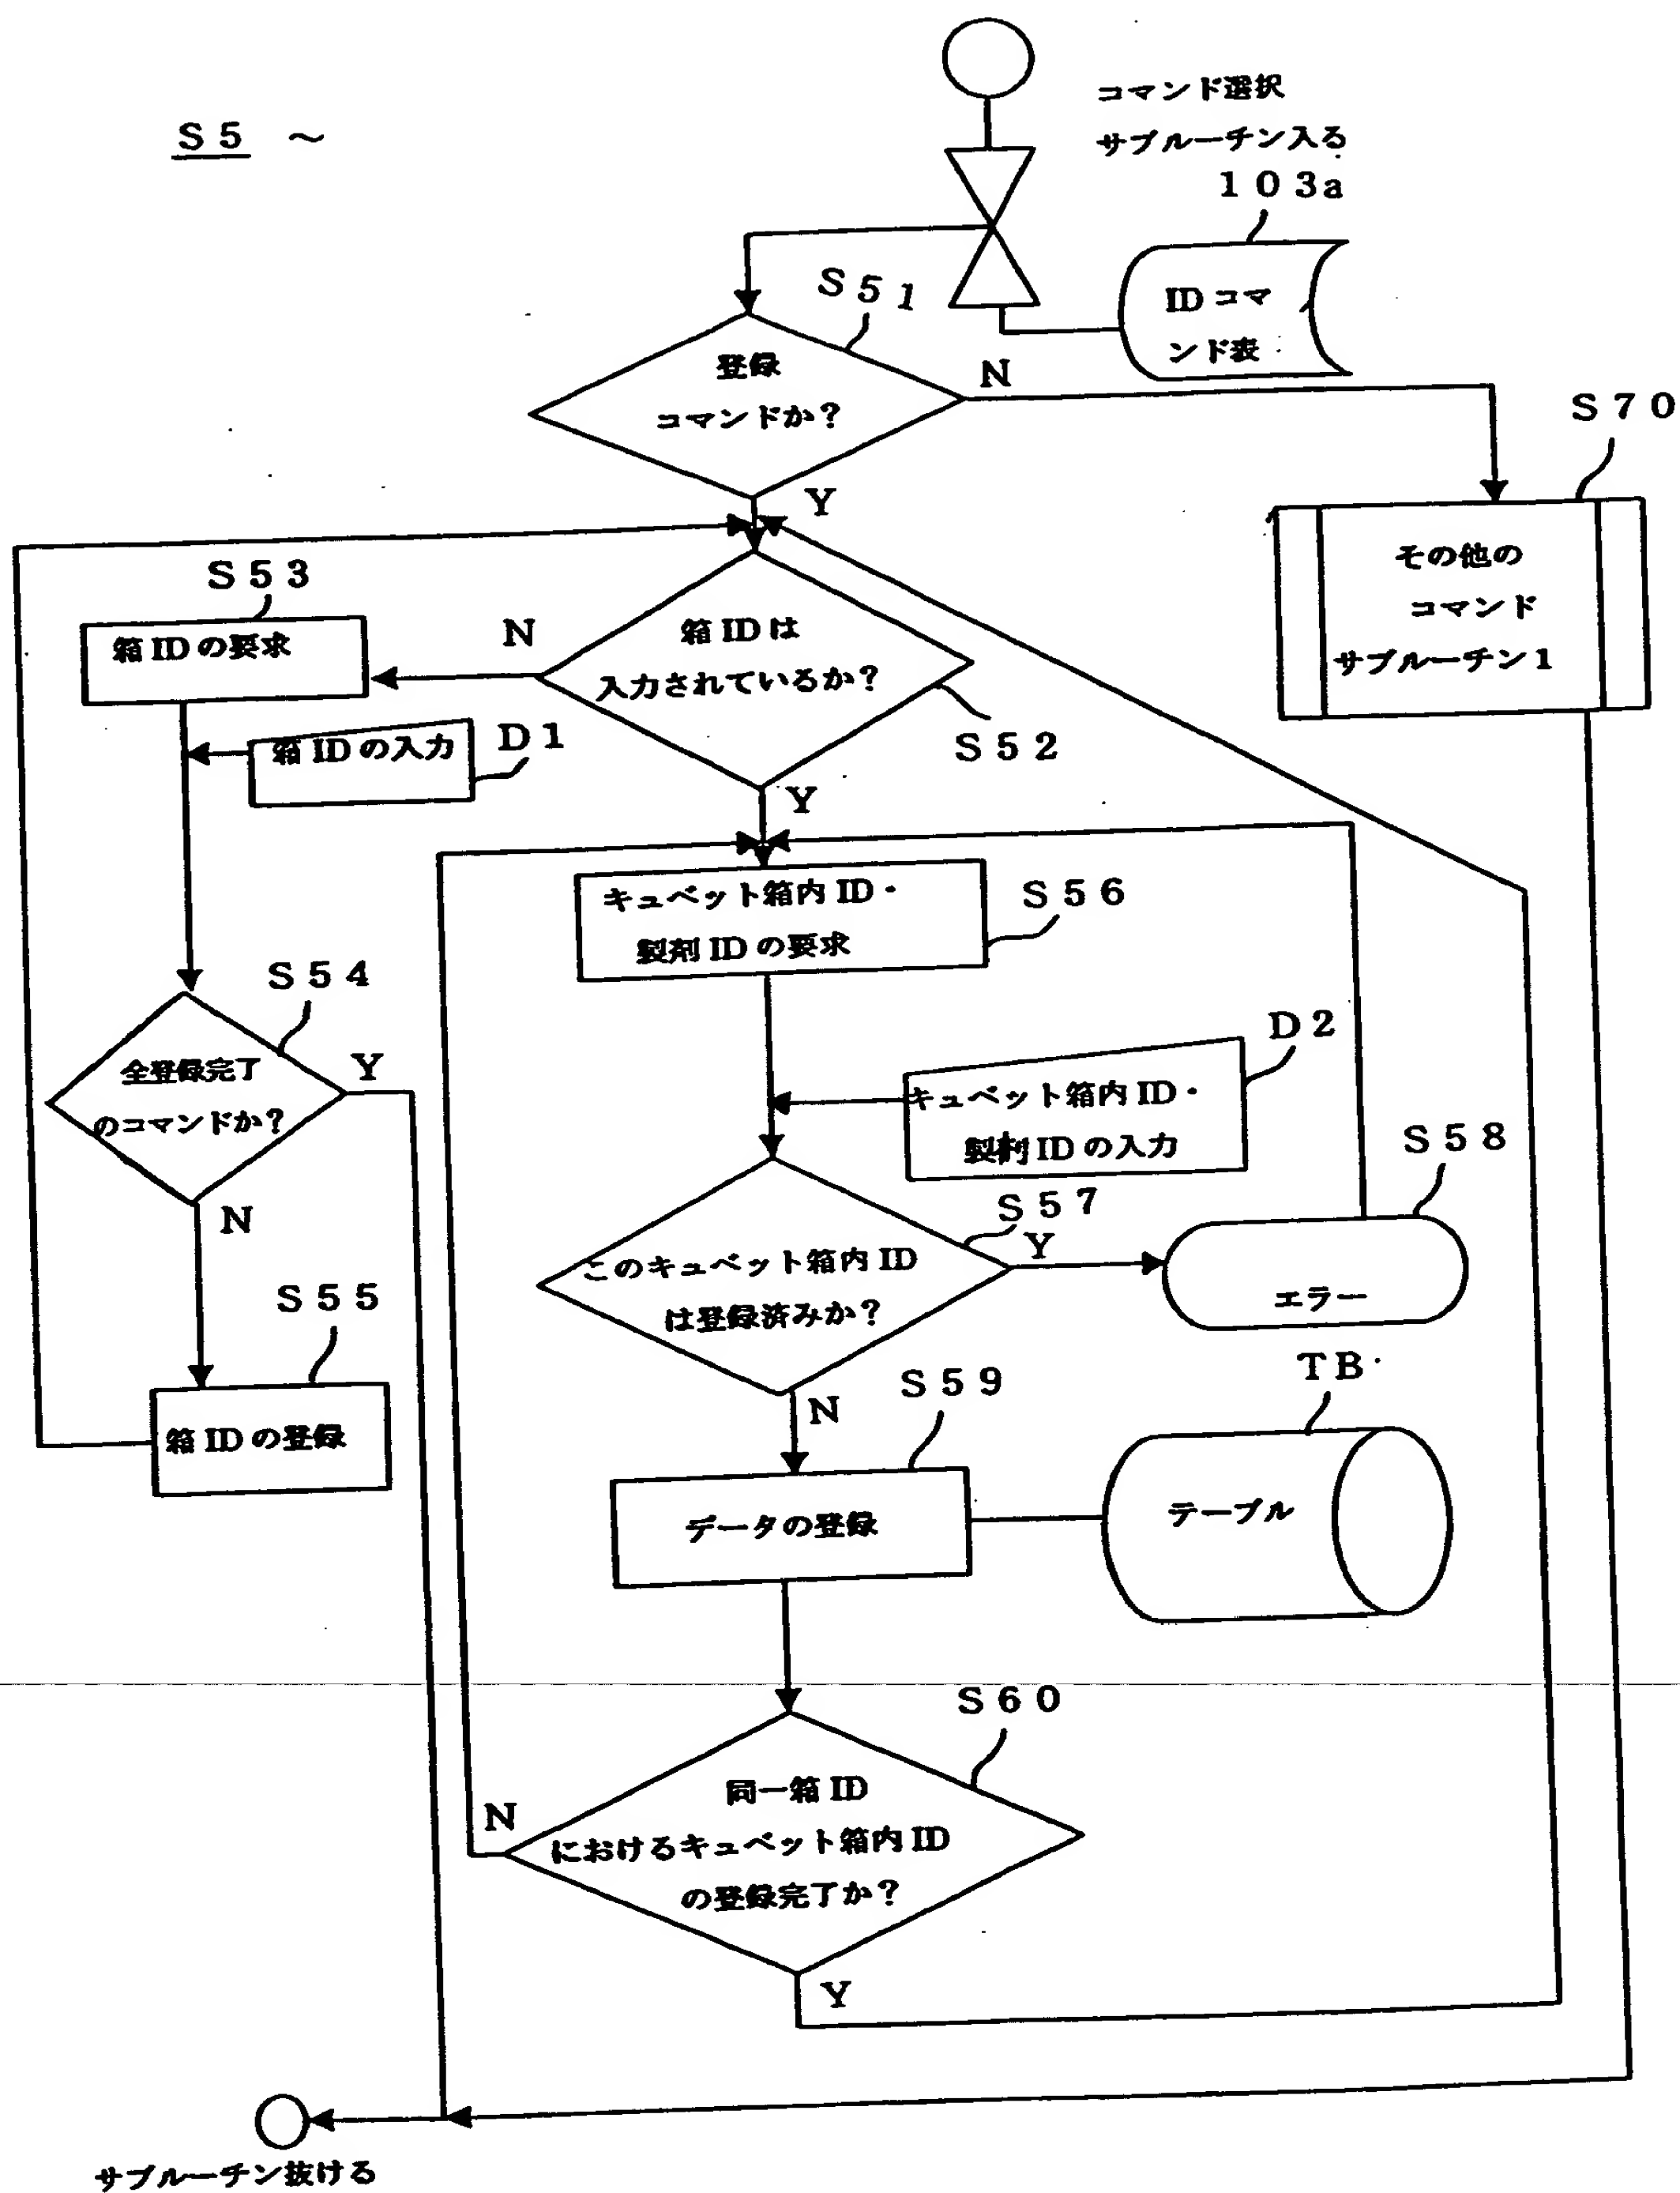 S5 ～
コマンド選択
サブルーチン入る
103a
IDコマ
ンド表
S51
登録
コマンドか？
N
Y
S70
その他の
コマンド
サブルーチン1
S53
箱IDの要求
N
箱IDは
入力されているか？
S52
Y
箱IDの入力
D1
キュベット箱内ID・
製剤IDの要求
S56
S54
全登録完了
のコマンドか？
Y
N
D2
キュベット箱内ID・
製剤IDの入力
S57
このキュベット箱内ID
は登録済みか？
Y
N
S58
エラー
S55
箱IDの登録
S59
データの登録
TB
テーブル
S60
同一箱ID
におけるキュベット箱内ID
の登録完了か？
N
Y
サブルーチン抜ける